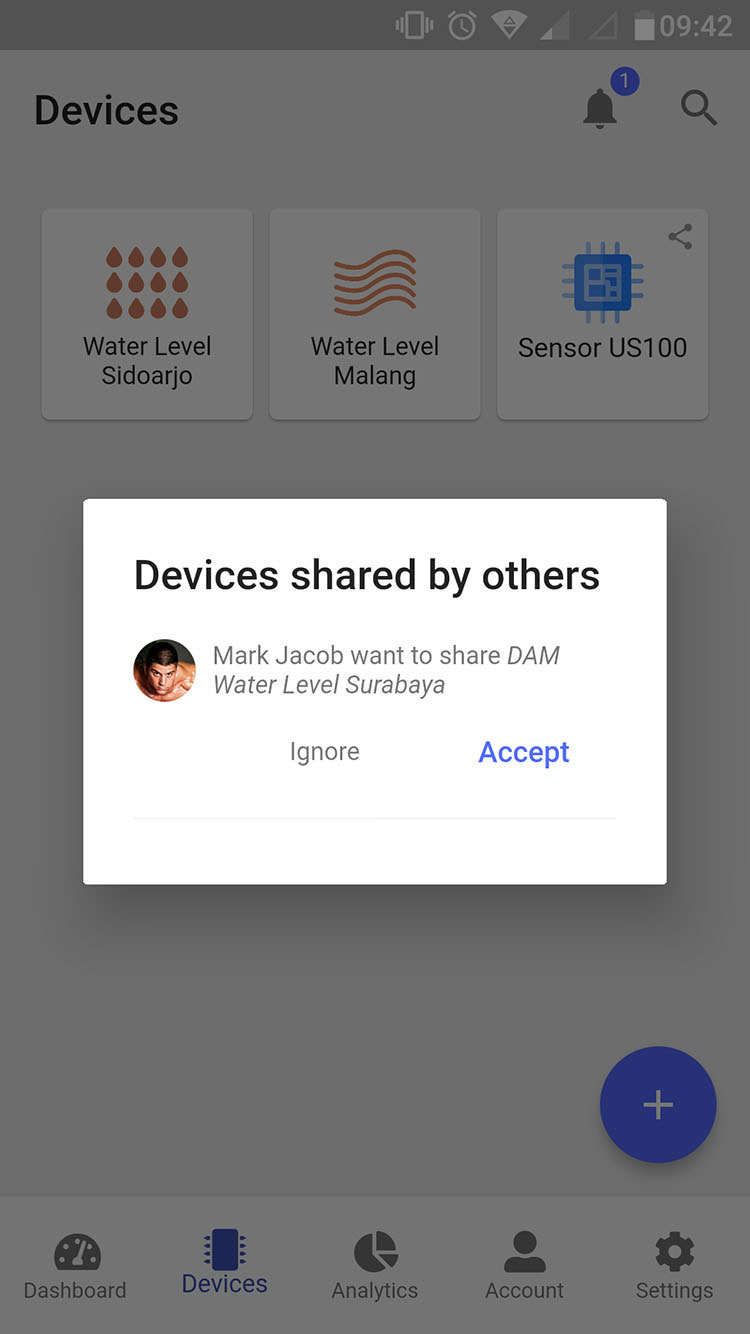 09:42
Devices
1
Water Level
Sidoarjo
Water Level
Malang
Sensor US100
Devices shared by others
Mark Jacob want to share DAM
Water Level Surabaya
Ignore Accept
Dashboard Devices Analytics Account Settings